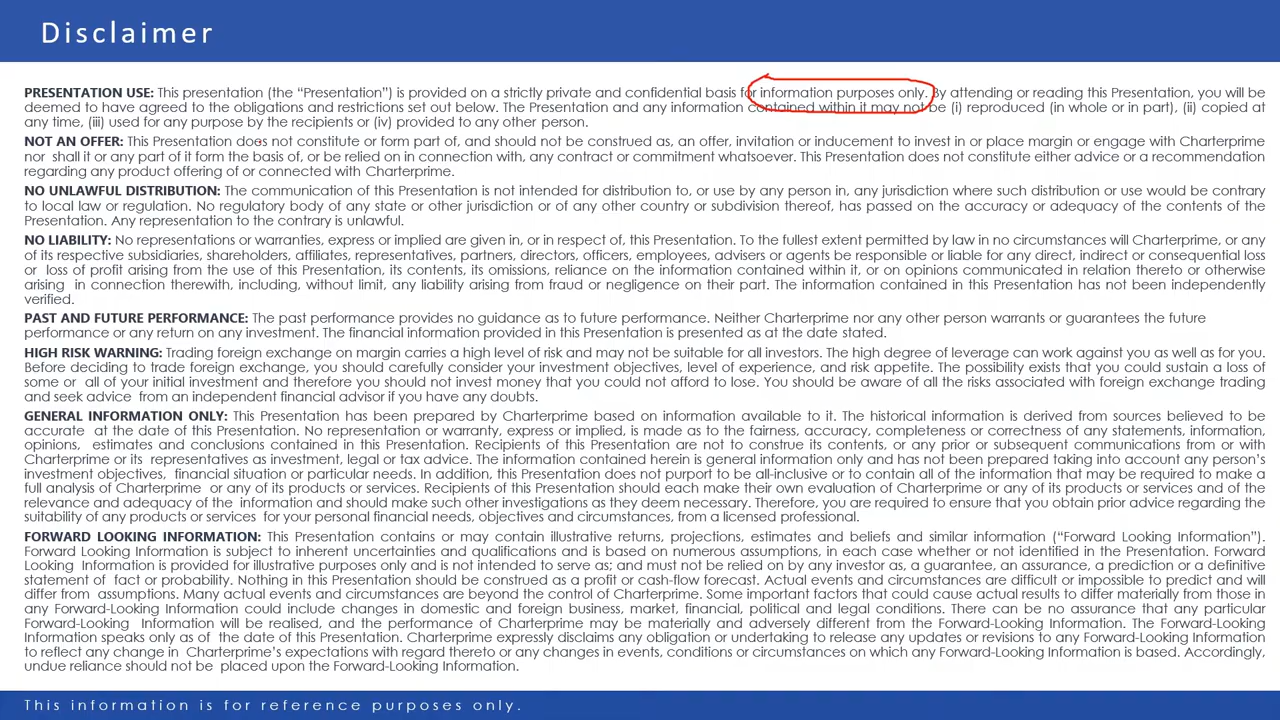 Disclaimer
PRESENTATION USE: This presentation (the “Presentation”) is provided on a strictly private and confidential basis for information purposes only. By attending or reading this Presentation, you will be
deemed to have agreed to the obligations and restrictions set out below. The Presentation and any information contained within it may not be (i) reproduced (in whole or in part), (ii) copied at
any time, (iii) used for any purpose by the recipients or (iv) provided to any other person.
NOT AN OFFER: This Presentation does not constitute or form part of, and should not be construed as, an offer, invitation or inducement to invest in or place margin or engage with Charterprime
nor shall it or any part of it form the basis of, or be relied on in connection with, any contract or commitment whatsoever. This Presentation does not constitute either advice or a recommendation
regarding any product offering of or connected with Charterprime.
NO UNLAWFUL DISTRIBUTION: The communication of this Presentation is not intended for distribution to, or use by any person in, any jurisdiction where such distribution or use would be contrary
to local law or regulation. No regulatory body of any state or other jurisdiction or of any other country or subdivision thereof, has passed on the accuracy or adequacy of the contents of the
Presentation. Any representation to the contrary is unlawful.
NO LIABILITY: No representations or warranties, express or implied are given in, or in respect of, this Presentation. To the fullest extent permitted by law in no circumstances will Charterprime, or any
of its respective subsidiaries, shareholders, affiliates, representatives, partners, directors, officers, employees, advisers or agents be responsible or liable for any direct, indirect or consequential loss
or loss of profit arising from the use of this Presentation, its contents, its omissions, reliance on the information contained within it, or on opinions communicated in relation thereto or otherwise
arising in connection therewith, including, without limit, any liability arising from fraud or negligence on their part. The information contained in this Presentation has not been independently
verified.
PAST AND FUTURE PERFORMANCE: The past performance provides no guidance as to future performance. Neither Charterprime nor any other person warrants or guarantees the future
performance or any return on any investment. The financial information provided in this Presentation is presented as at the date stated.
HIGH RISK WARNING: Trading foreign exchange on margin carries a high level of risk and may not be suitable for all investors. The high degree of leverage can work against you as well as for you.
Before deciding to trade foreign exchange, you should carefully consider your investment objectives, level of experience, and risk appetite. The possibility exists that you could sustain a loss of
some or all of your initial investment and therefore you should not invest money that you could not afford to lose. You should be aware of all the risks associated with foreign exchange trading
and seek advice from an independent financial advisor if you have any doubts.
GENERAL INFORMATION ONLY: This Presentation has been prepared by Charterprime based on information available to it. The historical information is derived from sources believed to be
accurate at the date of this Presentation. No representation or warranty, express or implied, is made as to the fairness, accuracy, completeness or correctness of any statements, information,
opinions, estimates and conclusions contained in this Presentation. Recipients of this Presentation are not to construe its contents, or any prior or subsequent communications from or with
Charterprime or its representatives as investment, legal or tax advice. The information contained herein is general information only and has not been prepared taking into account any person’s
investment objectives, financial situation or particular needs. In addition, this Presentation does not purport to be all-inclusive or to contain all of the information that may be required to make a
full analysis of Charterprime or any of its products or services. Recipients of this Presentation should each make their own evaluation of Charterprime or any of its products or services and of the
relevance and adequacy of the information and should make such other investigations as they deem necessary. Therefore, you are required to ensure that you obtain prior advice regarding the
suitability of any products or services for your personal financial needs, objectives and circumstances, from a licensed professional.
FORWARD LOOKING INFORMATION: This Presentation contains or may contain illustrative returns, projections, estimates and beliefs and similar information (“Forward Looking Information”).
Forward Looking Information is subject to inherent uncertainties and qualifications and is based on numerous assumptions, in each case whether or not identified in the Presentation. Forward
Looking Information is provided for illustrative purposes only and is not intended to serve as; and must not be relied on by any investor as, a guarantee, an assurance, a prediction or a definitive
statement of fact or probability. Nothing in this Presentation should be construed as a profit or cash-flow forecast. Actual events and circumstances are difficult or impossible to predict and will
differ from assumptions. Many actual events and circumstances are beyond the control of Charterprime. Some important factors that could cause actual results to differ materially from those in
any Forward-Looking Information could include changes in domestic and foreign business, market, financial, political and legal conditions. There can be no assurance that any particular
Forward-Looking Information will be realised, and the performance of Charterprime may be materially and adversely different from the Forward-Looking Information. The Forward-Looking
Information speaks only as of the date of this Presentation. Charterprime expressly disclaims any obligation or undertaking to release any updates or revisions to any Forward-Looking Information
to reflect any change in Charterprime’s expectations with regard thereto or any changes in events, conditions or circumstances on which any Forward-Looking Information is based. Accordingly,
undue reliance should not be placed upon the Forward-Looking Information.
This information is for reference purposes only.